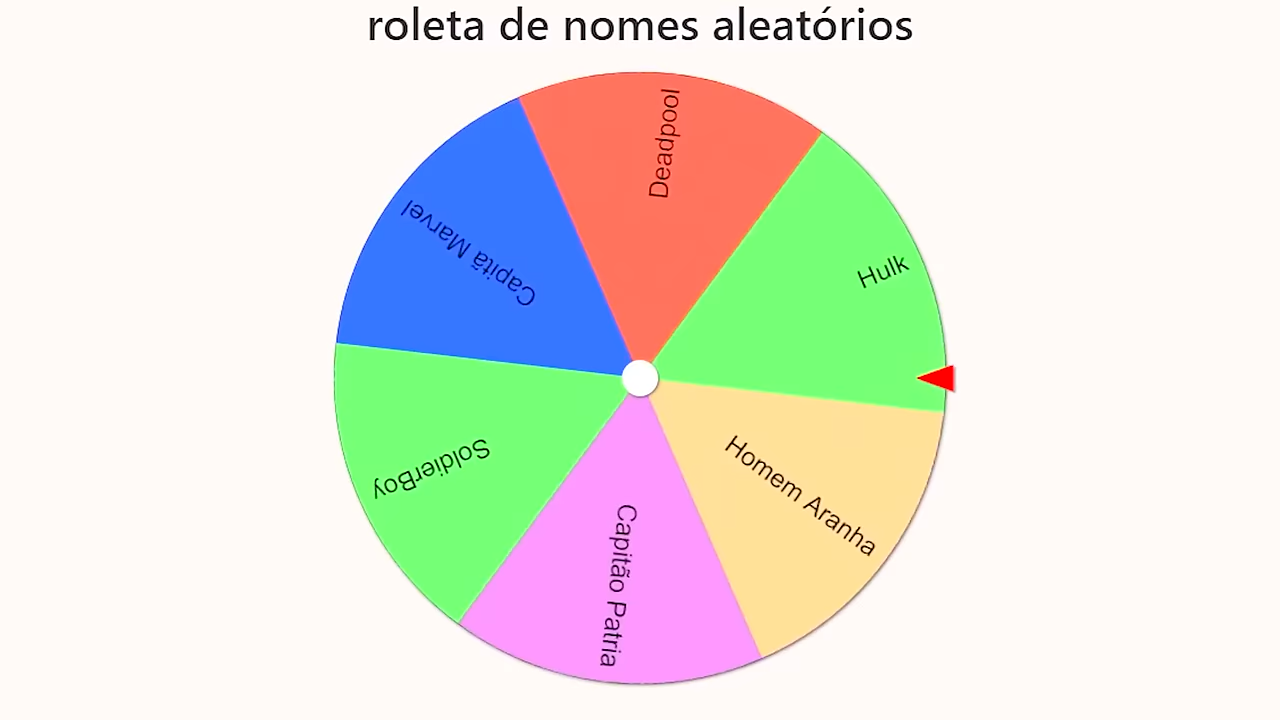 roleta de nomes aleatórios
Deadpool
Hulk
Homem Aranha
Capitão Patria
SoldierBoy
Capitã Marvel